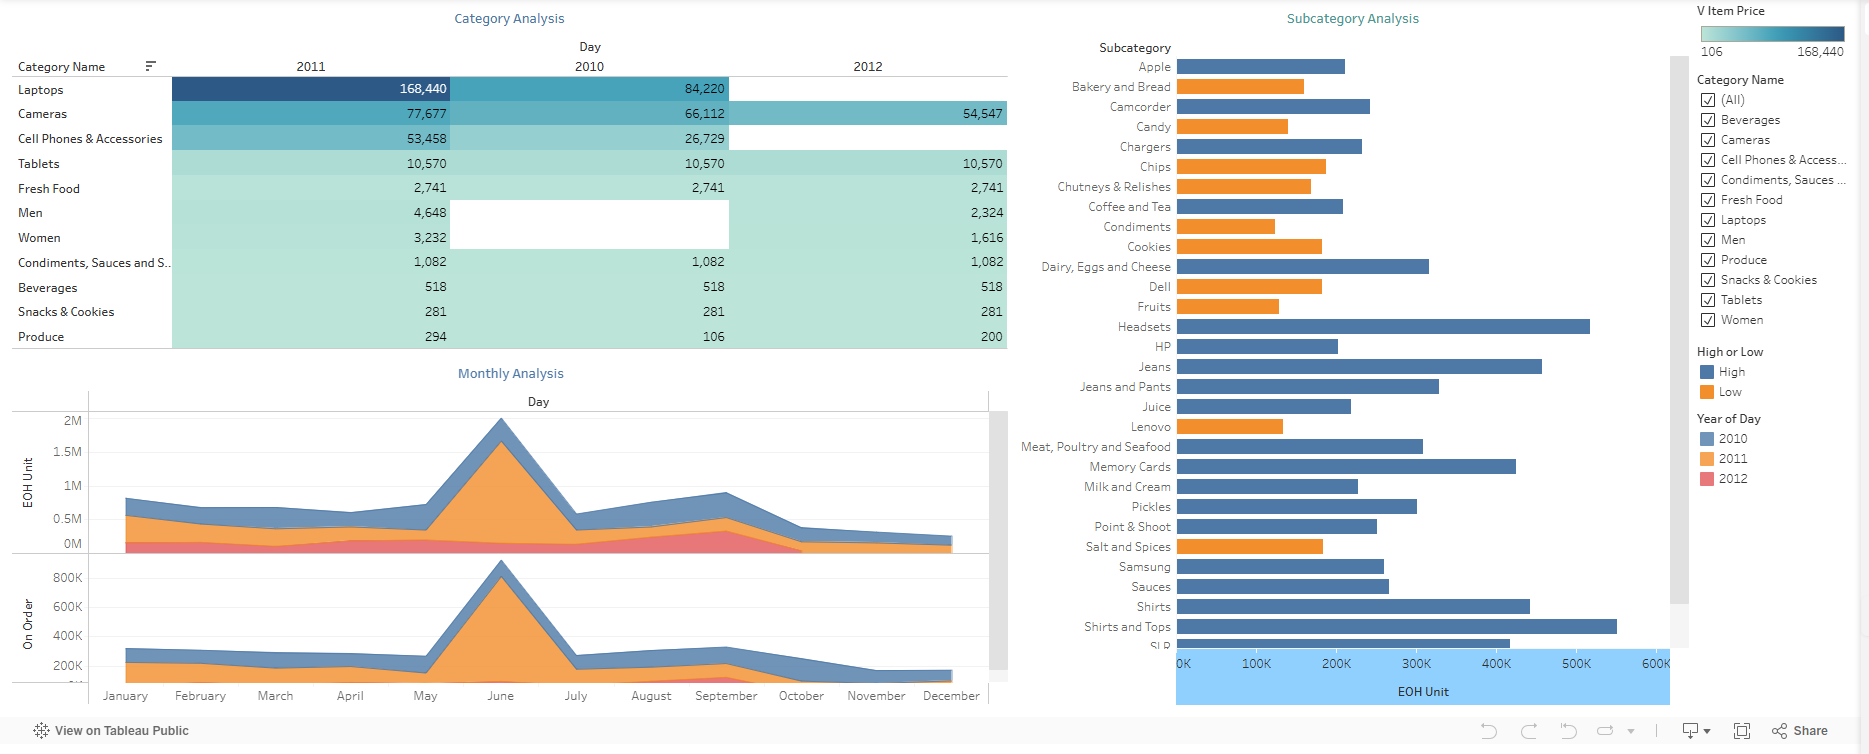 Category Analysis
Day
Category Name 2011 2010 2012
Laptops 168,440 84,220
Cameras 77,677 66,112 54,547
Cell Phones & Accessories 53,458 26,729
Tablets 10,570 10,570 10,570
Fresh Food 2,741 2,741 2,741
Men 4,648 2,324
Women 3,232 1,616
Condiments, Sauces and S.. 1,082 1,082 1,082
Beverages 518 518 518
Snacks & Cookies 281 281 281
Produce 294 106 200
Monthly Analysis
Day
EOH Unit
2M
1.5M
1M
0.5M
0M
On Order
800K
600K
400K
200K
January February March April May June July August September October November December
Subcategory Analysis
Subcategory
Apple
Bakery and Bread
Camcorder
Candy
Chargers
Chips
Chutneys & Relishes
Coffee and Tea
Condiments
Cookies
Dairy, Eggs and Cheese
Dell
Fruits
Headsets
HP
Jeans
Jeans and Pants
Juice
Lenovo
Meat, Poultry and Seafood
Memory Cards
Milk and Cream
Pickles
Point & Shoot
Salt and Spices
Samsung
Sauces
Shirts
Shirts and Tops
SLR
0K 100K 200K 300K 400K 500K 600K
EOH Unit
V Item Price
106 168,440
Category Name
(All)
Beverages
Cameras
Cell Phones & Access...
Condiments, Sauces ...
Fresh Food
Laptops
Men
Produce
Snacks & Cookies
Tablets
Women
High or Low
High
Low
Year of Day
2010
2011
2012
View on Tableau Public
Share